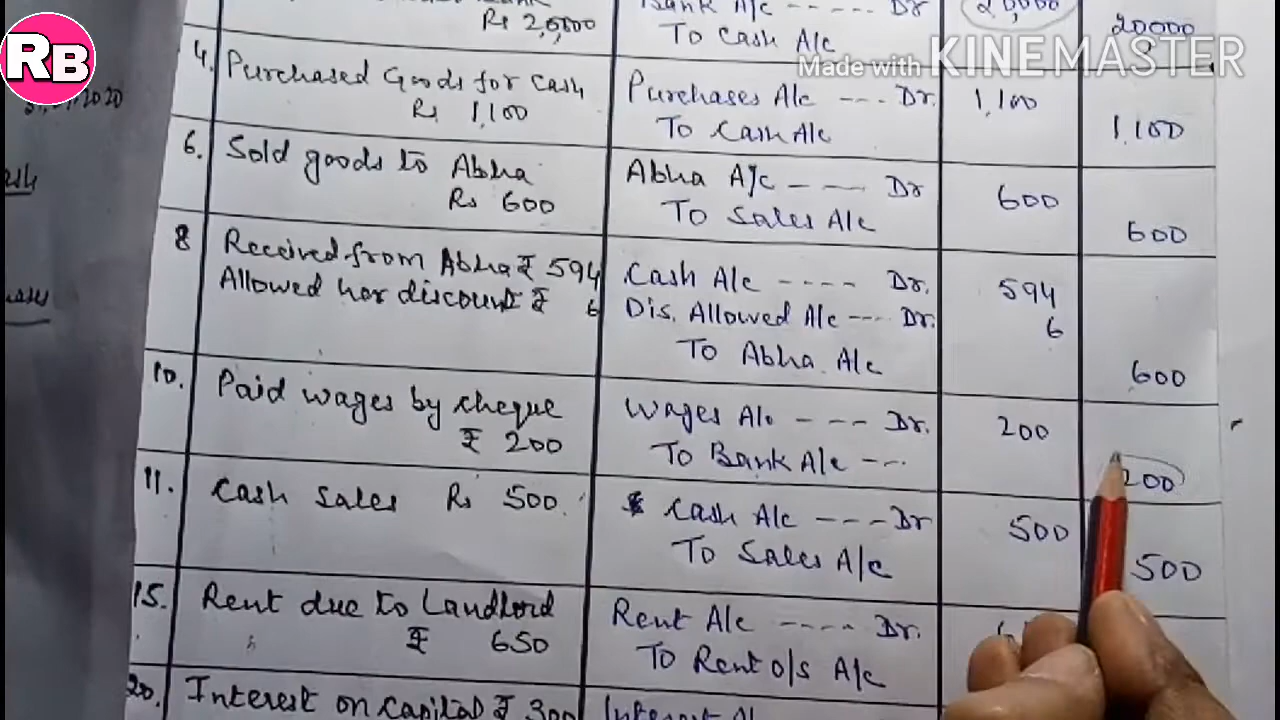 RB
Made with KINEMASTER
Rs 20,000
Bank A/c ----- Dr
20,000
To Cash A/c
20000
4.
Purchased Goods for Cash
Rs 1,100
Purchases A/c --- Dr.
1,100
To Cash A/c
1,100
6.
Sold goods to Abha
Rs 600
Abha A/c - — Dr
600
To Sales A/c
600
8
Received from Abha ₹ 594
Allowed her discount ₹ 6
Cash A/c ---- Dr.
594
Dis. Allowed A/c --- Dr.
6
To Abha A/c
600
10.
Paid wages by cheque
₹ 200
Wages A/c - -- Dr.
200
To Bank A/c ---
200
11.
Cash Sales Rs 500.
Cash A/c --- Dr
500
To Sales A/c
500
15.
Rent due to Landlord
₹ 650
Rent A/c ---- Dr.
To Rent o/s A/c
20.
Interest on capital ₹ 300
2020